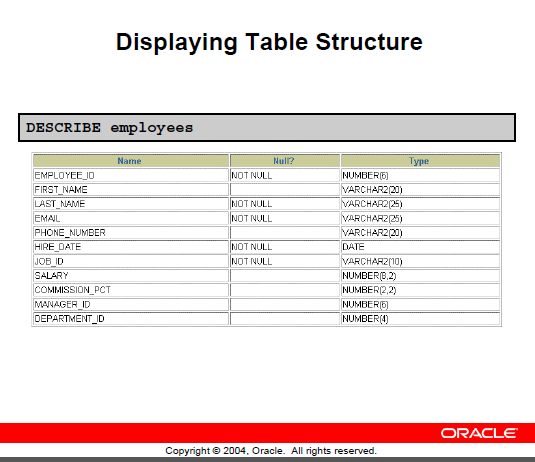 Displaying Table Structure
DESCRIBE employees
Name Null? Type
EMPLOYEE_ID NOT NULL NUMBER(6)
FIRST_NAME VARCHAR2(20)
LAST_NAME NOT NULL VARCHAR2(25)
EMAIL NOT NULL VARCHAR2(25)
PHONE_NUMBER VARCHAR2(20)
HIRE_DATE NOT NULL DATE
JOB_ID NOT NULL VARCHAR2(10)
SALARY NUMBER(8,2)
COMMISSION_PCT NUMBER(2,2)
MANAGER_ID NUMBER(6)
DEPARTMENT_ID NUMBER(4)
ORACLE
Copyright © 2004, Oracle. All rights reserved.